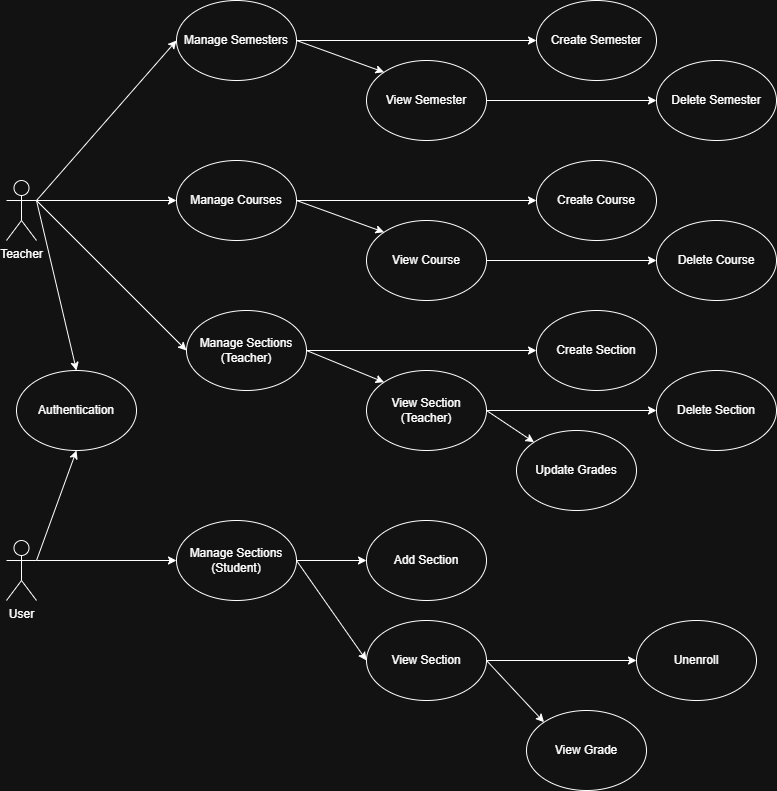 Manage Semesters
Create Semester
View Semester
Delete Semester
Teacher
Manage Courses
Create Course
View Course
Delete Course
Manage Sections
(Teacher)
Create Section
View Section
(Teacher)
Delete Section
Authentication
Update Grades
User
Manage Sections
(Student)
Add Section
View Section
Unenroll
View Grade